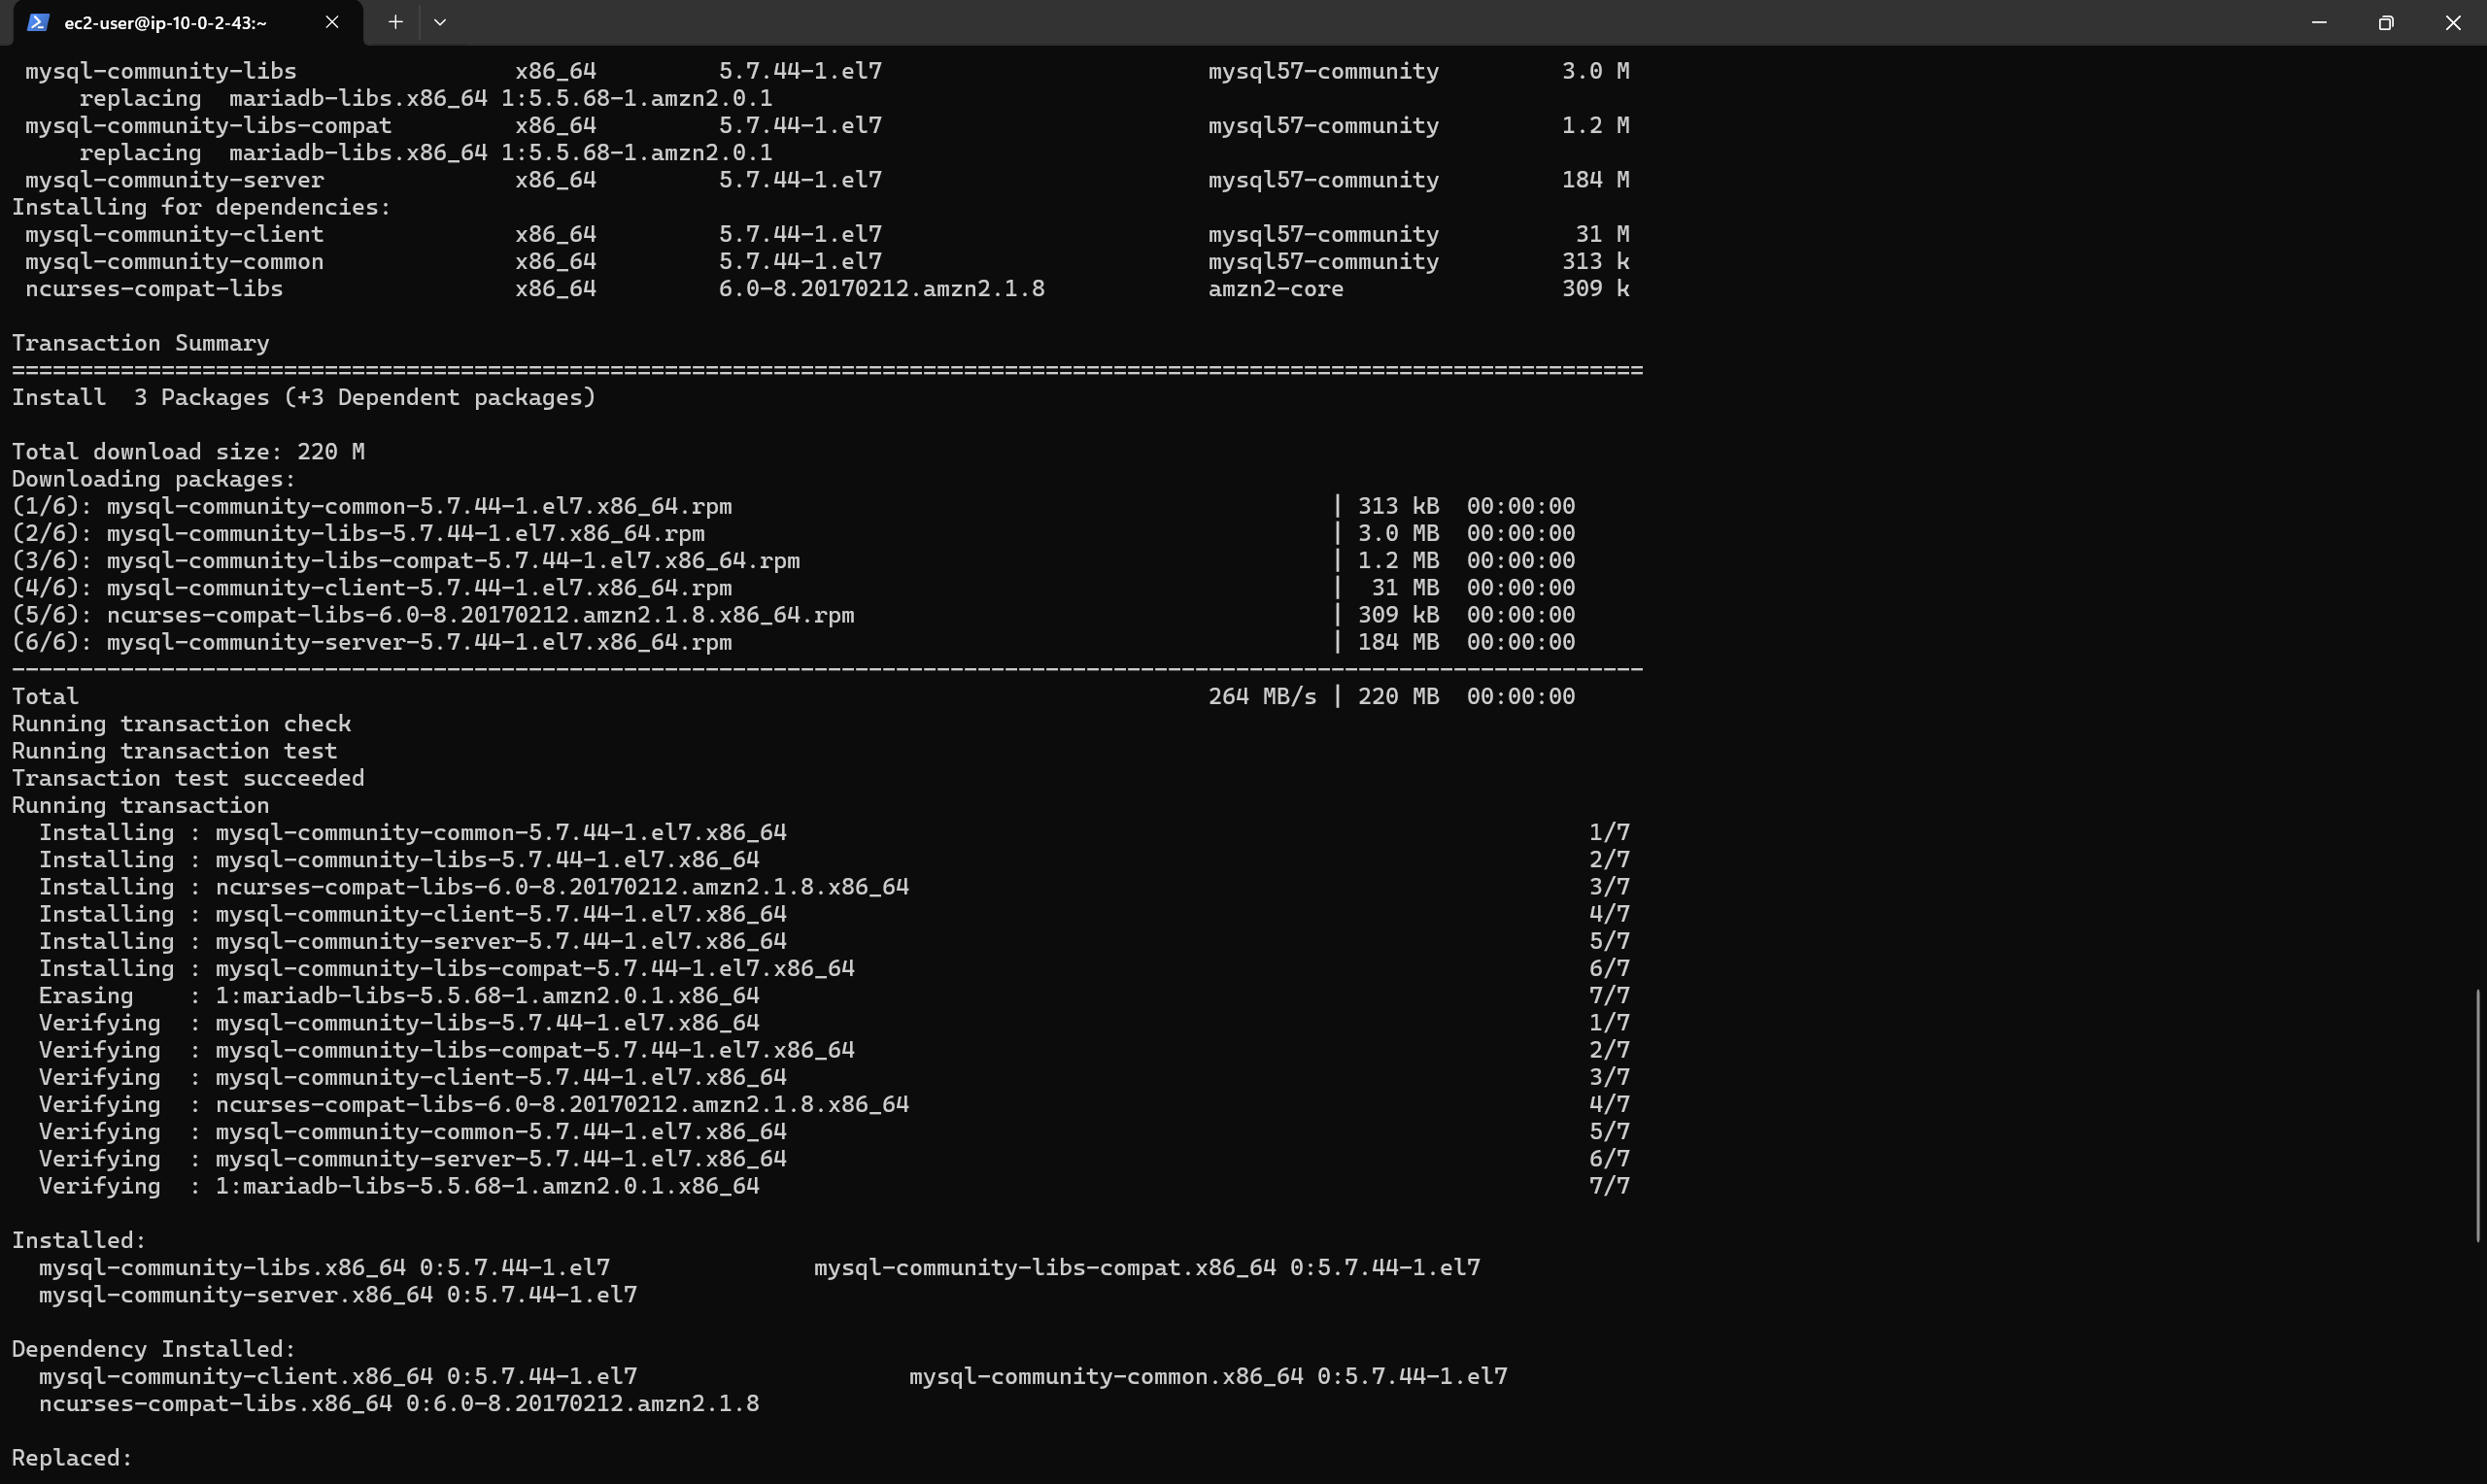 ec2-user@ip-10-0-2-43:~
mysql-community-libs x86_64 5.7.44-1.el7 mysql57-community 3.0 M
replacing mariadb-libs.x86_64 1:5.5.68-1.amzn2.0.1
mysql-community-libs-compat x86_64 5.7.44-1.el7 mysql57-community 1.2 M
replacing mariadb-libs.x86_64 1:5.5.68-1.amzn2.0.1
mysql-community-server x86_64 5.7.44-1.el7 mysql57-community 184 M
Installing for dependencies:
mysql-community-client x86_64 5.7.44-1.el7 mysql57-community 31 M
mysql-community-common x86_64 5.7.44-1.el7 mysql57-community 313 k
ncurses-compat-libs x86_64 6.0-8.20170212.amzn2.1.8 amzn2-core 309 k
Transaction Summary
========================================================================================================================
Install 3 Packages (+3 Dependent packages)
Total download size: 220 M
Downloading packages:
(1/6): mysql-community-common-5.7.44-1.el7.x86_64.rpm | 313 kB 00:00:00
(2/6): mysql-community-libs-5.7.44-1.el7.x86_64.rpm | 3.0 MB 00:00:00
(3/6): mysql-community-libs-compat-5.7.44-1.el7.x86_64.rpm | 1.2 MB 00:00:00
(4/6): mysql-community-client-5.7.44-1.el7.x86_64.rpm | 31 MB 00:00:00
(5/6): ncurses-compat-libs-6.0-8.20170212.amzn2.1.8.x86_64.rpm | 309 kB 00:00:00
(6/6): mysql-community-server-5.7.44-1.el7.x86_64.rpm | 184 MB 00:00:00
------------------------------------------------------------------------------------------------------------------------
Total 264 MB/s | 220 MB 00:00:00
Running transaction check
Running transaction test
Transaction test succeeded
Running transaction
Installing : mysql-community-common-5.7.44-1.el7.x86_64 1/7
Installing : mysql-community-libs-5.7.44-1.el7.x86_64 2/7
Installing : ncurses-compat-libs-6.0-8.20170212.amzn2.1.8.x86_64 3/7
Installing : mysql-community-client-5.7.44-1.el7.x86_64 4/7
Installing : mysql-community-server-5.7.44-1.el7.x86_64 5/7
Installing : mysql-community-libs-compat-5.7.44-1.el7.x86_64 6/7
Erasing : 1:mariadb-libs-5.5.68-1.amzn2.0.1.x86_64 7/7
Verifying : mysql-community-libs-5.7.44-1.el7.x86_64 1/7
Verifying : mysql-community-libs-compat-5.7.44-1.el7.x86_64 2/7
Verifying : mysql-community-client-5.7.44-1.el7.x86_64 3/7
Verifying : ncurses-compat-libs-6.0-8.20170212.amzn2.1.8.x86_64 4/7
Verifying : mysql-community-common-5.7.44-1.el7.x86_64 5/7
Verifying : mysql-community-server-5.7.44-1.el7.x86_64 6/7
Verifying : 1:mariadb-libs-5.5.68-1.amzn2.0.1.x86_64 7/7
Installed:
mysql-community-libs.x86_64 0:5.7.44-1.el7 mysql-community-libs-compat.x86_64 0:5.7.44-1.el7
mysql-community-server.x86_64 0:5.7.44-1.el7
Dependency Installed:
mysql-community-client.x86_64 0:5.7.44-1.el7 mysql-community-common.x86_64 0:5.7.44-1.el7
ncurses-compat-libs.x86_64 0:6.0-8.20170212.amzn2.1.8
Replaced: